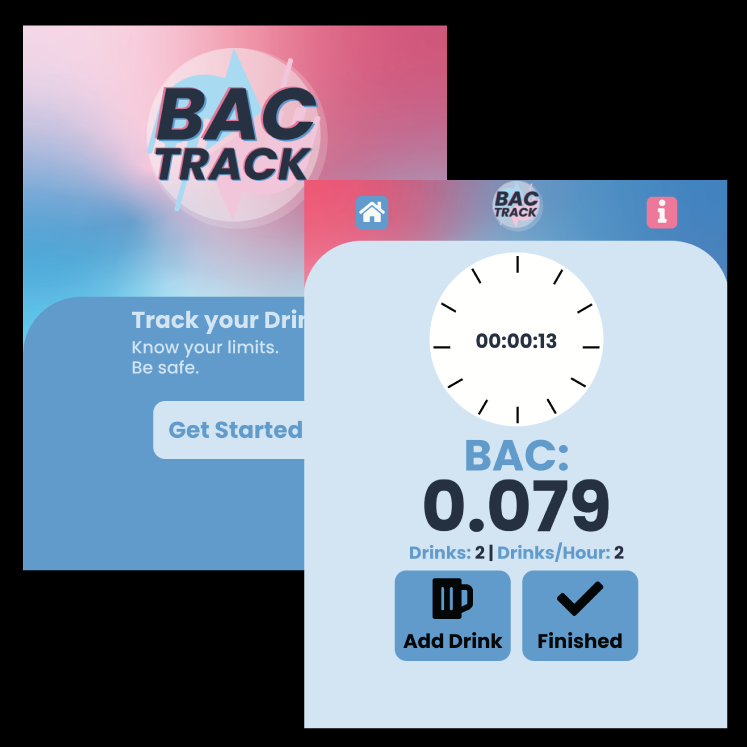 BAC
TRACK
Track your Drin
Know your limits.
Be safe.
Get Started
BAC
TRACK
i
00:00:13
BAC:
0.079
Drinks: 2 | Drinks/Hour: 2
Add Drink
Finished